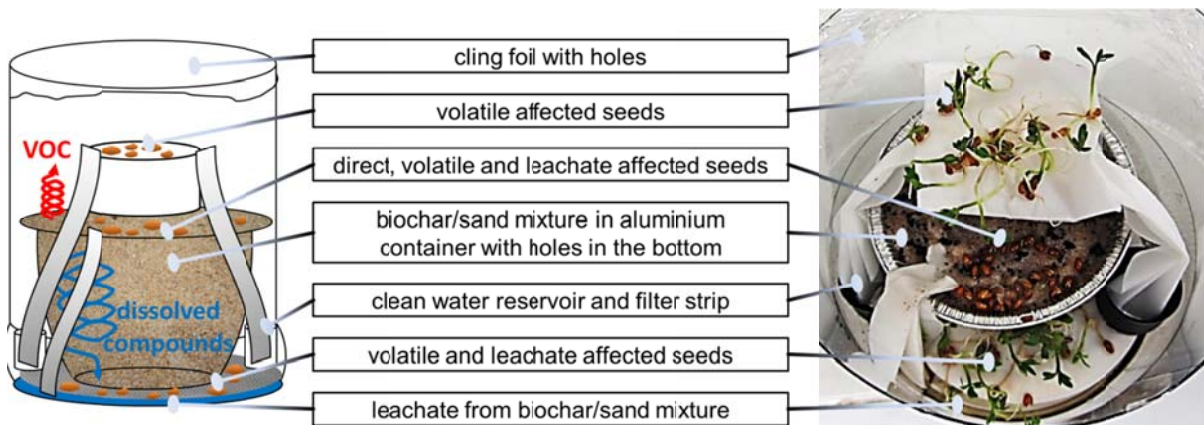 cling foil with holes
volatile affected seeds
VOC
direct, volatile and leachate affected seeds
biochar/sand mixture in aluminium
container with holes in the bottom
clean water reservoir and filter strip
dissolved
compounds
volatile and leachate affected seeds
leachate from biochar/sand mixture